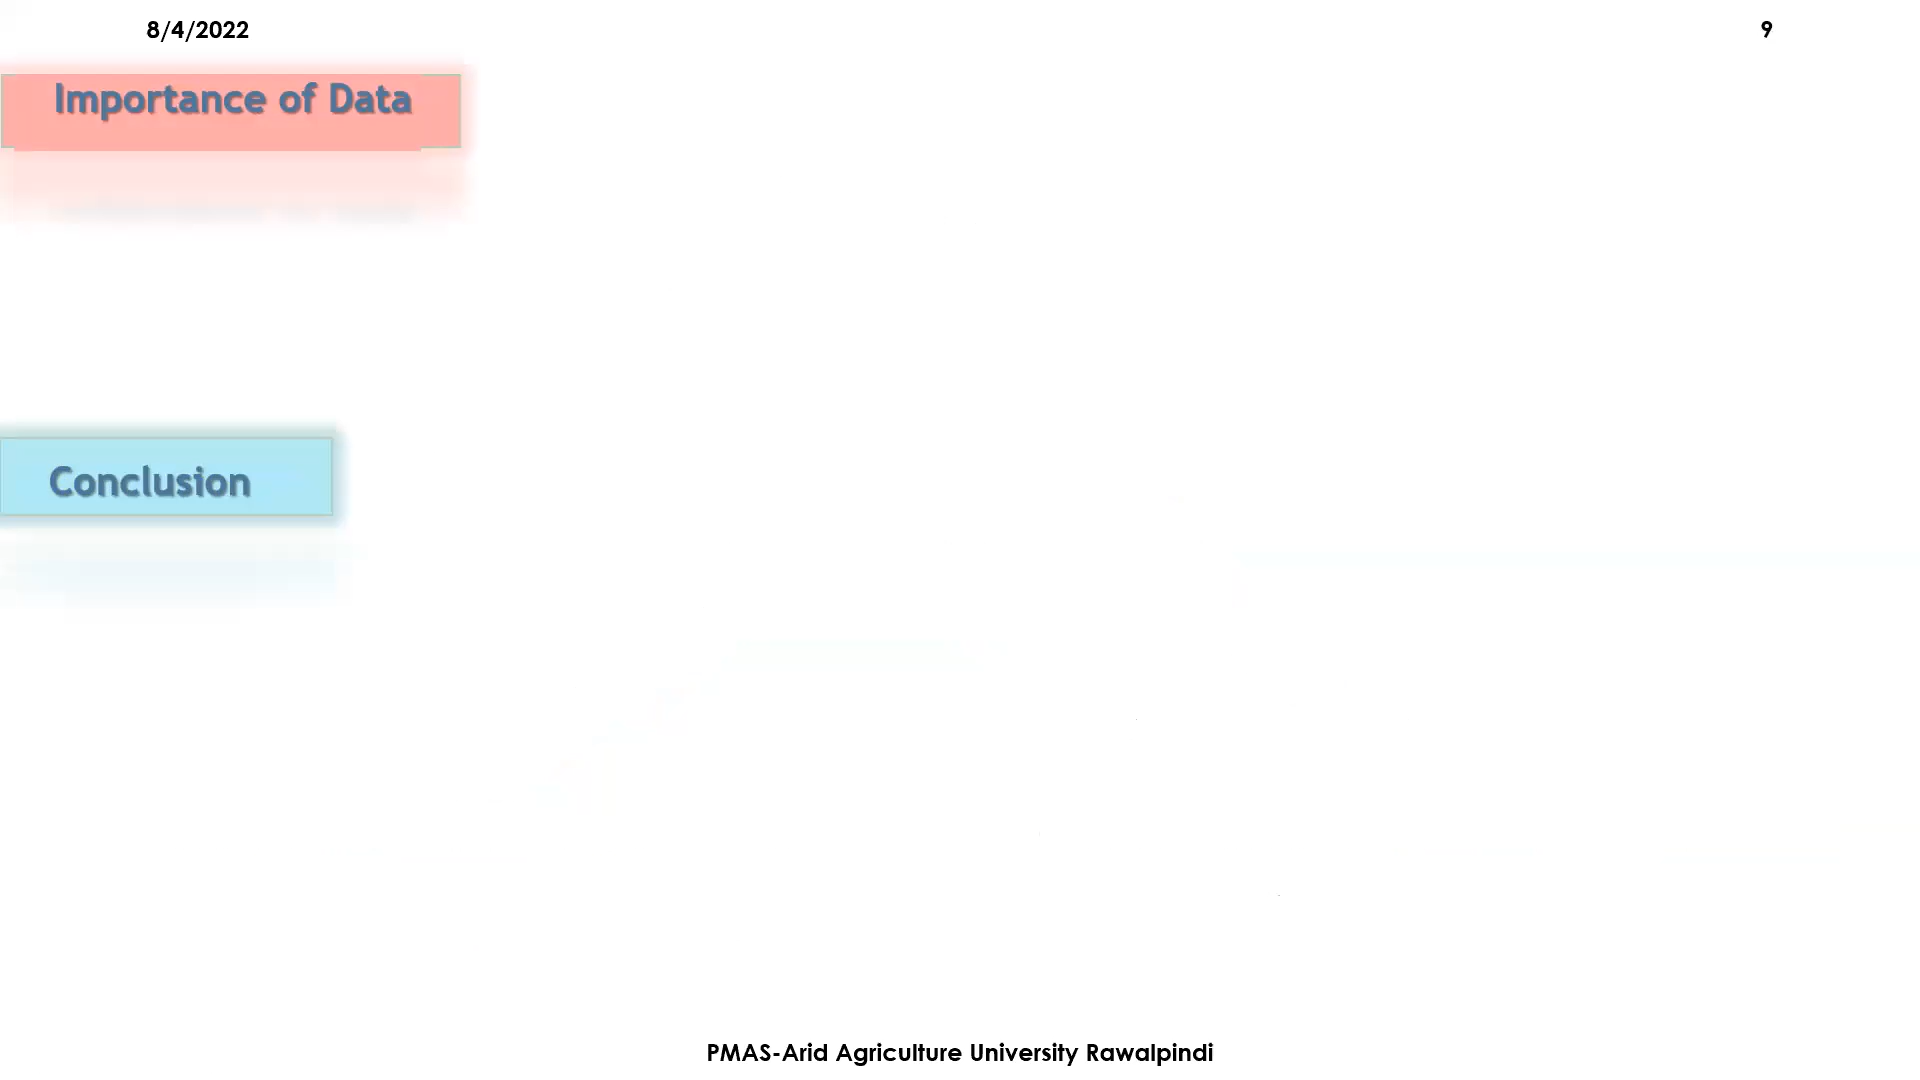 8/4/2022
9
Importance of Data
Conclusion
PMAS-Arid Agriculture University Rawalpindi